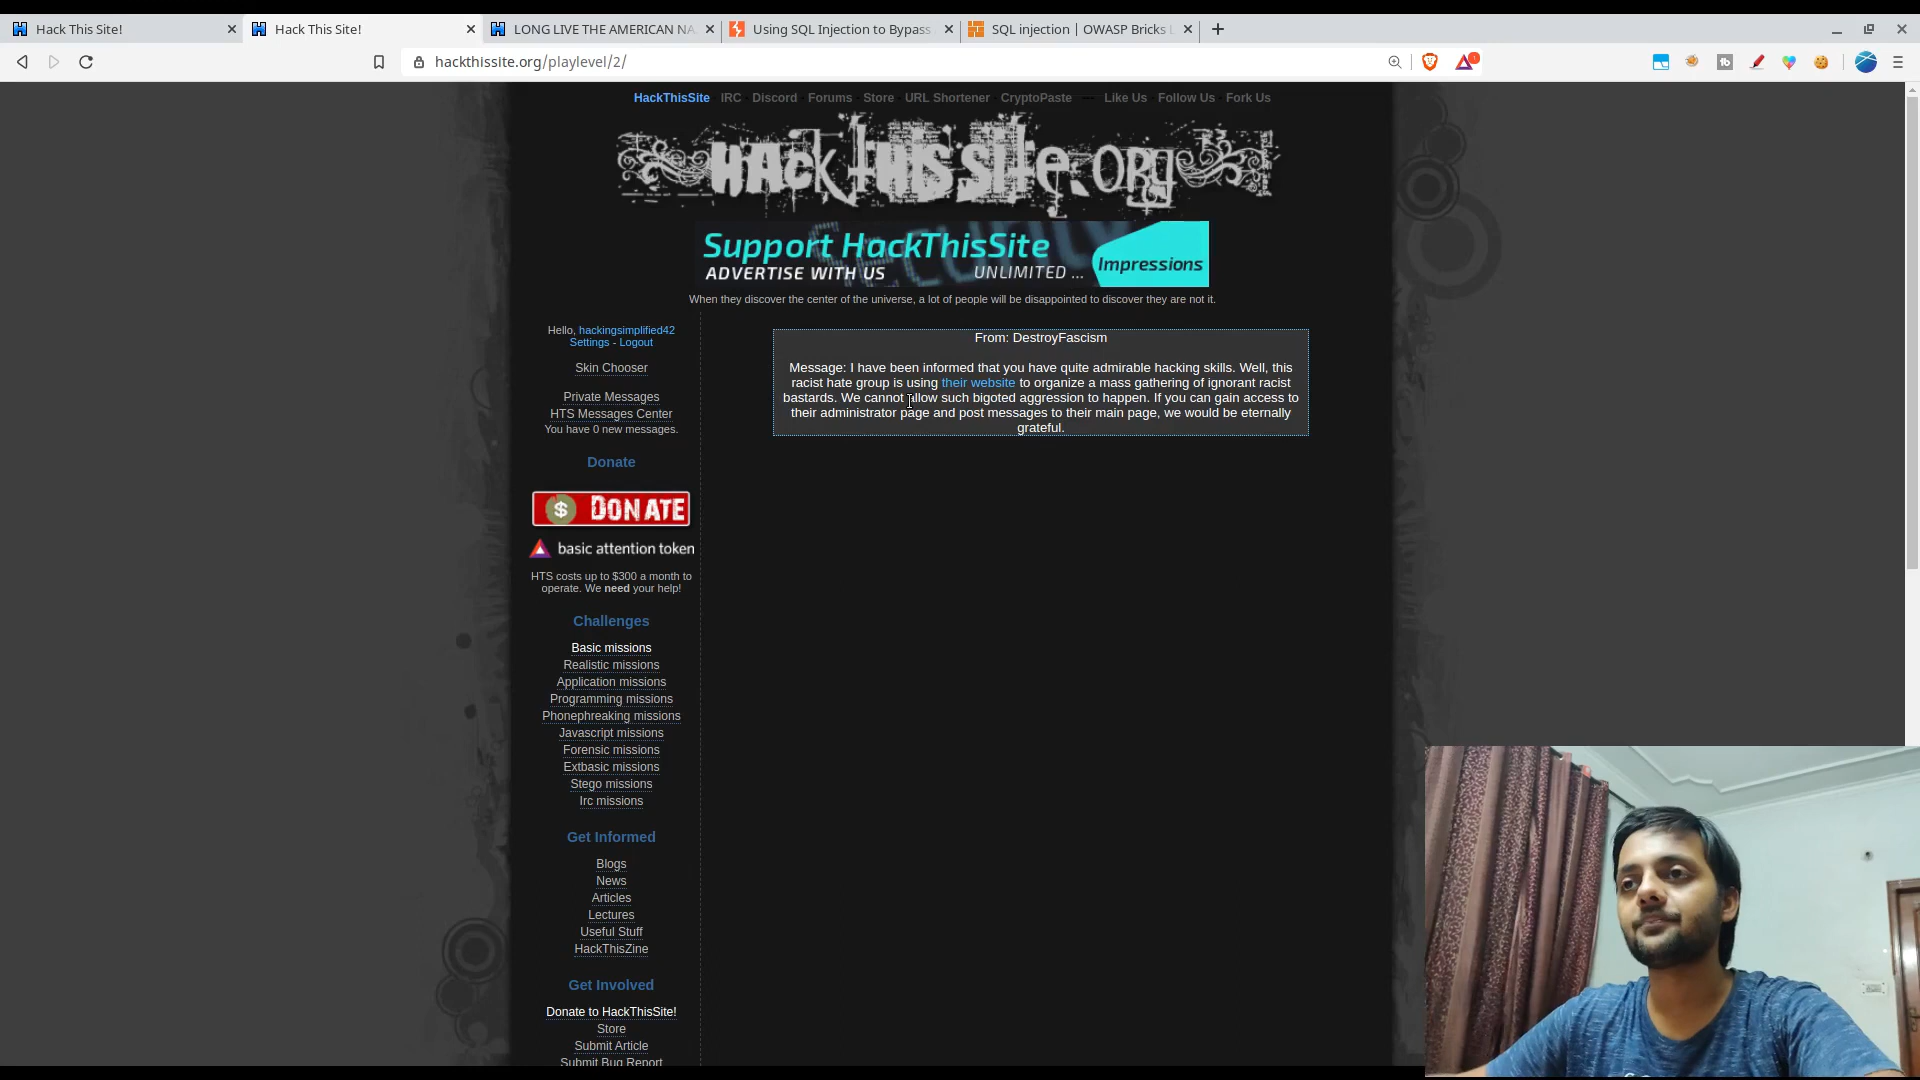 Hack This Site!
Hack This Site!
LONG LIVE THE AMERICAN NA
Using SQL Injection to Bypass
SQL injection | OWASP Bricks
hackthissite.org/playlevel/2/
HackThisSite IRC Discord Forums Store URL Shortener CryptoPaste — Like Us Follow Us Fork Us
HACK THIS SITE.ORG
Support HackThisSite
ADVERTISE WITH US UNLIMITED ... Impressions
When they discover the center of the universe, a lot of people will be disappointed to discover they are not it.
Hello, hackingsimplified42
Settings - Logout
Skin Chooser
Private Messages
HTS Messages Center
You have 0 new messages.
Donate
$ DONATE
basic attention token
HTS costs up to $300 a month to
operate. We need your help!
Challenges
Basic missions
Realistic missions
Application missions
Programming missions
Phonephreaking missions
Javascript missions
Forensic missions
Extbasic missions
Stego missions
Irc missions
Get Informed
Blogs
News
Articles
Lectures
Useful Stuff
HackThisZine
Get Involved
Donate to HackThisSite!
Store
Submit Article
Submit Bug Report
From: DestroyFascism
Message: I have been informed that you have quite admirable hacking skills. Well, this
racist hate group is using their website to organize a mass gathering of ignorant racist
bastards. We cannot allow such bigoted aggression to happen. If you can gain access to
their administrator page and post messages to their main page, we would be eternally
grateful.